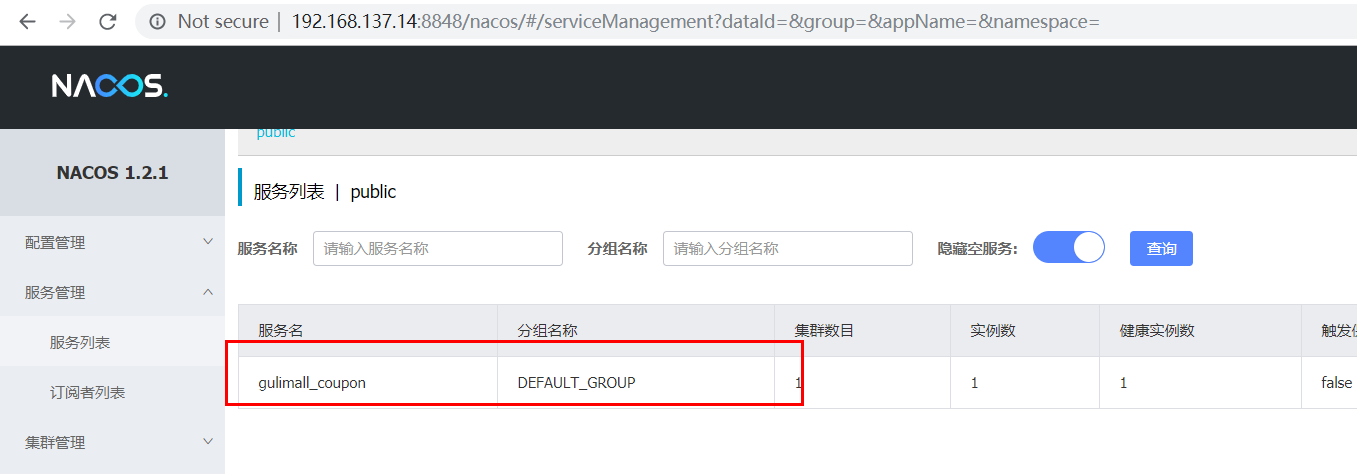 Not secure | 192.168.137.14:8848/nacos/#/serviceManagement?dataId=&group=&appName=&namespace=
NACOS.
public
NACOS 1.2.1
服务列表 | public
配置管理
服务名称 请输入服务名称 分组名称 请输入分组名称 隐藏空服务: 查询
服务管理
服务名 分组名称 集群数目 实例数 健康实例数
服务列表
gulimall_coupon DEFAULT_GROUP 1 1 1 false
订阅者列表
集群管理